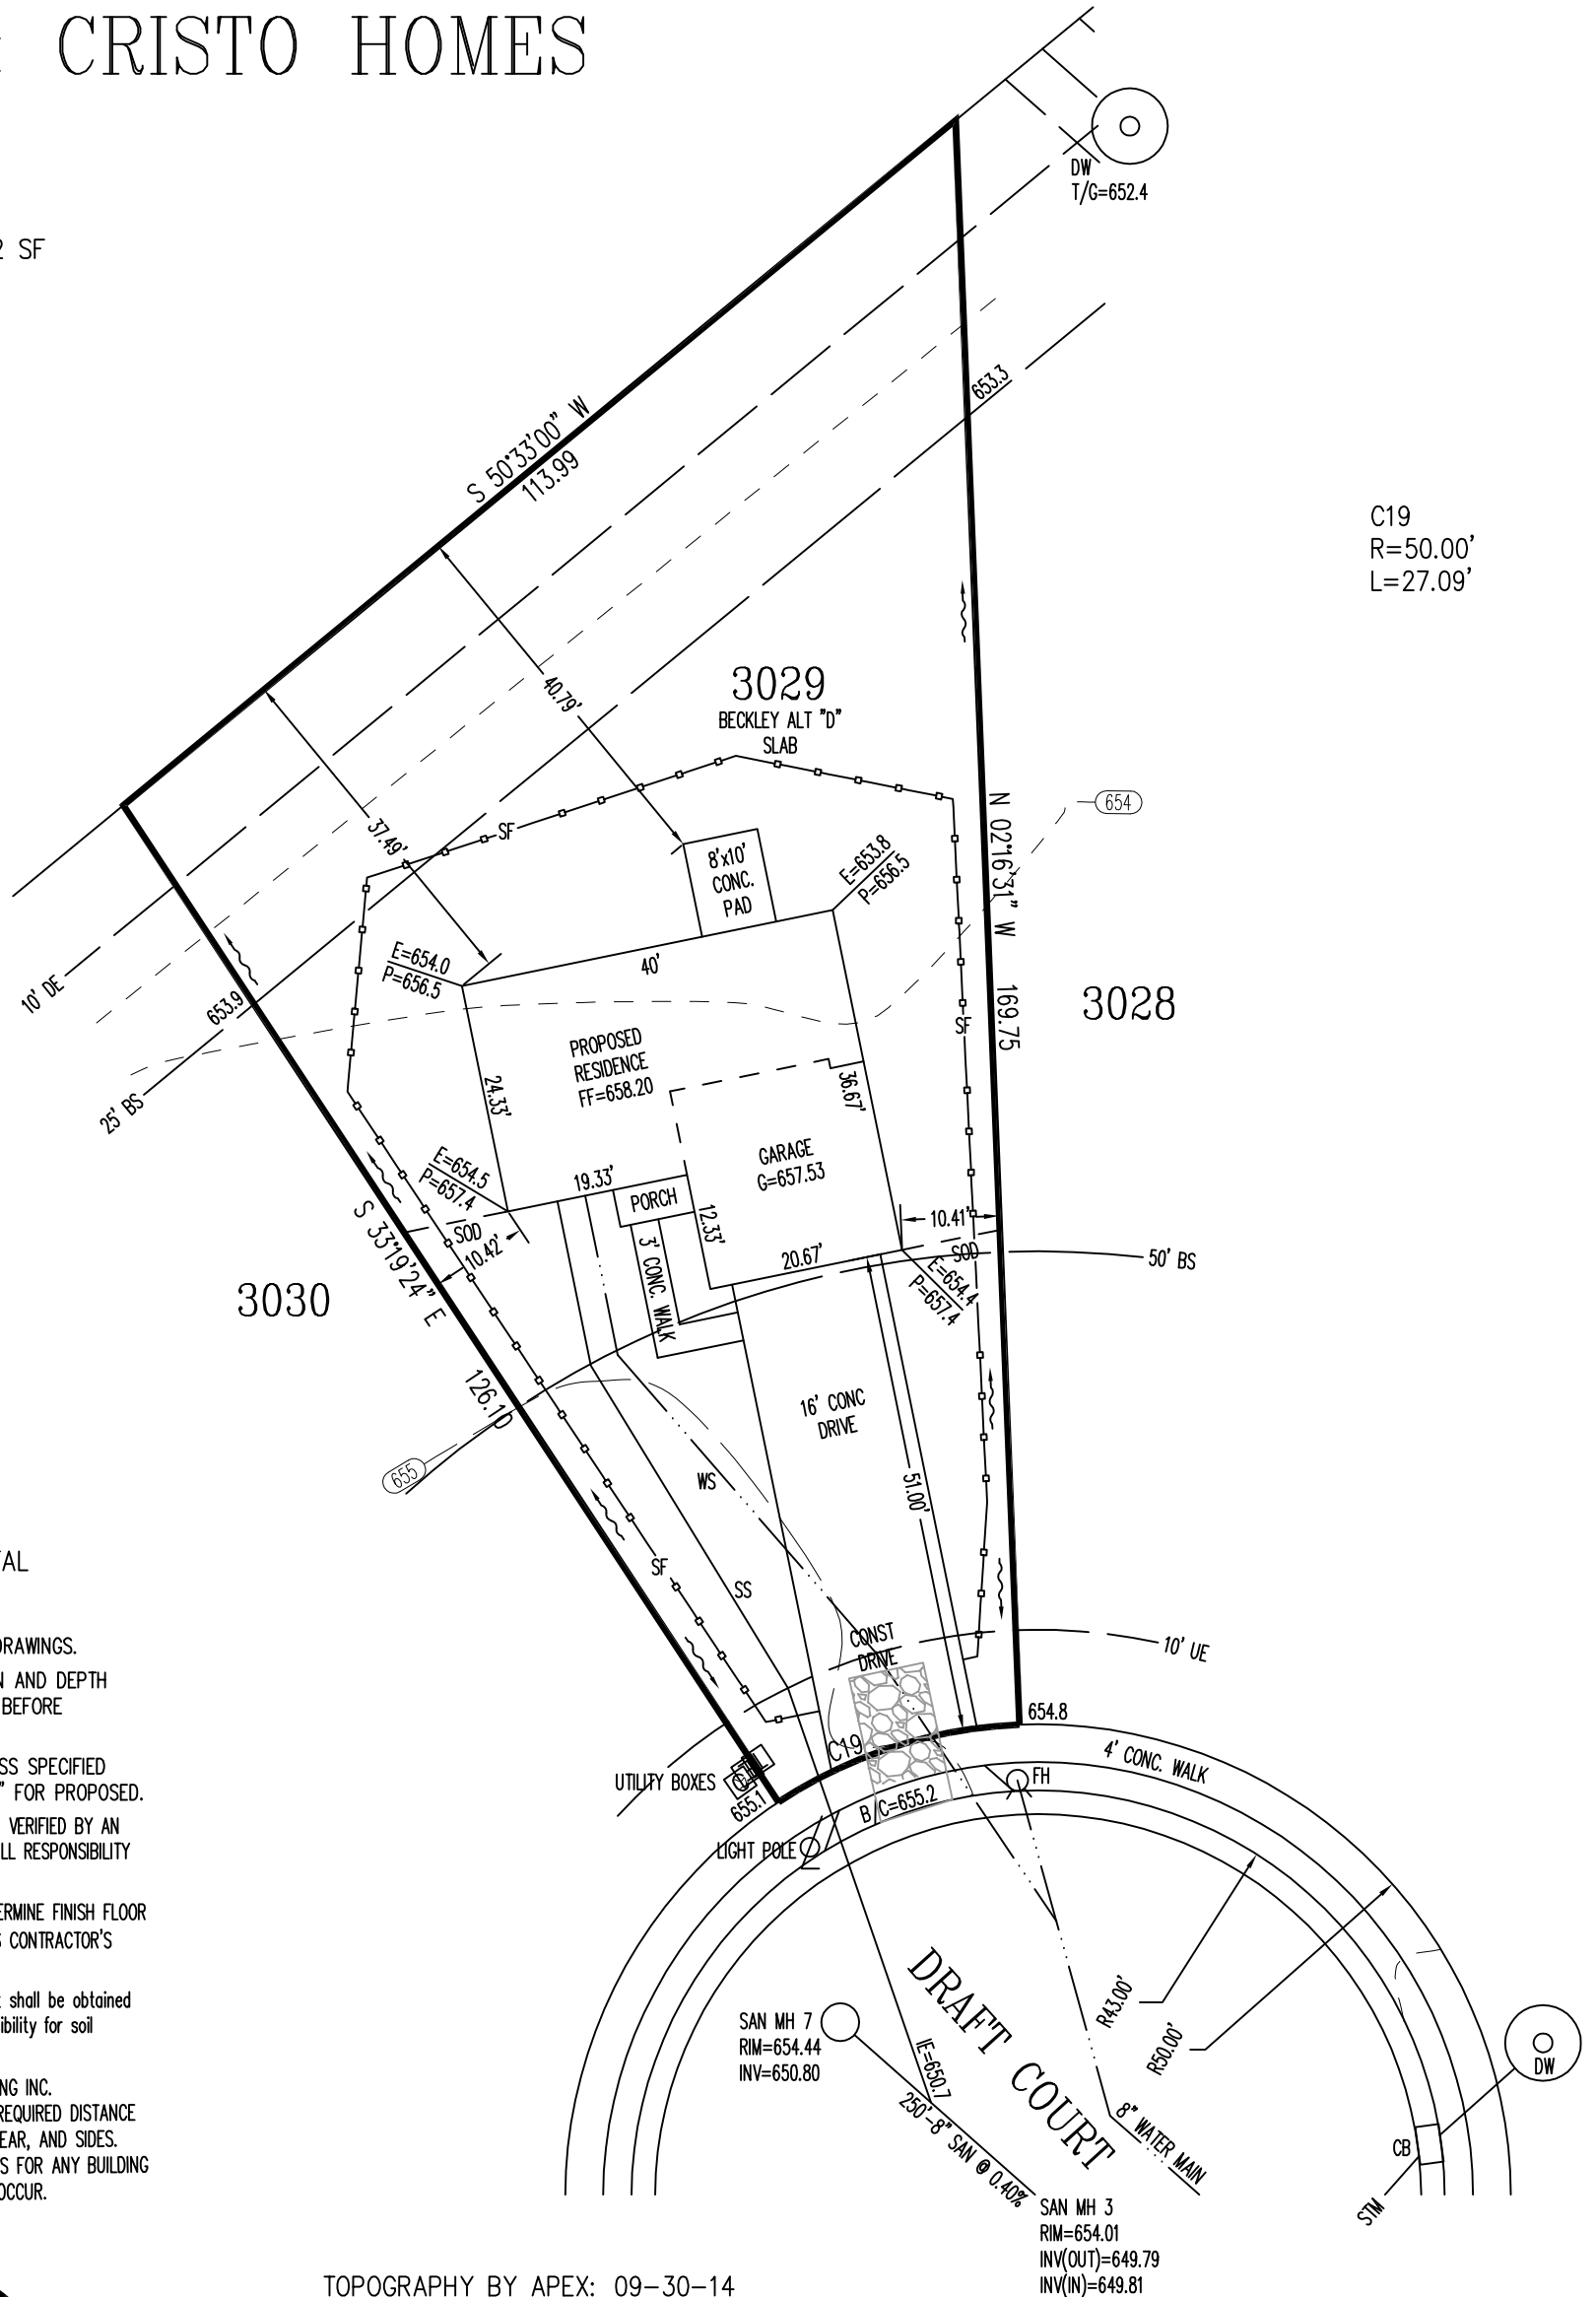 CRISTO HOMES
SF
DW
T/G=652.4
S 50°33'00" W
113.99
653.3
C19
R=50.00'
L=27.09'
40.79'
3029
BECKLEY ALT "D"
SLAB
37.49'
SF
654
N 02°16'31" W
169.75
8'x10'
CONC.
PAD
E=653.8
P=656.5
E=654.0
P=656.5
40'
10' DE
653.9
25' BS
3028
SF
PROPOSED
RESIDENCE
FF=658.20
24.33'
36.67'
GARAGE
G=657.53
E=654.5
P=657.4
19.33'
PORCH
12.33'
10.41'
SOD
SOD
10.42'
20.67'
3' CONC. WALK
E=654.4
P=657.4
50' BS
S 33°19'24" E
126.10
3030
655
16' CONC
DRIVE
WS
51.00'
SF
SS
CONST
DRIVE
10' UE
654.8
DRAWINGS.
AND DEPTH
BEFORE
SPECIFIED
FOR PROPOSED.
VERIFIED BY AN
RESPONSIBILITY
FINISH FLOOR
CONTRACTOR'S
shall be obtained
for soil
INC.
REQUIRED DISTANCE
AND SIDES.
FOR ANY BUILDING
OCCUR.
C19
4' CONC. WALK
UTILITY BOXES
655.1
FH
B/C=655.2
LIGHT POLE
DRAFT COURT
R43.00'
R50.00'
SAN MH 7
RIM=654.44
INV=650.80
IE=650.7
250'-8" SAN @ 0.40%
8" WATER MAIN
DW
CB
STM
SAN MH 3
RIM=654.01
INV(OUT)=649.79
INV(IN)=649.81
TOPOGRAPHY BY APEX: 09-30-14